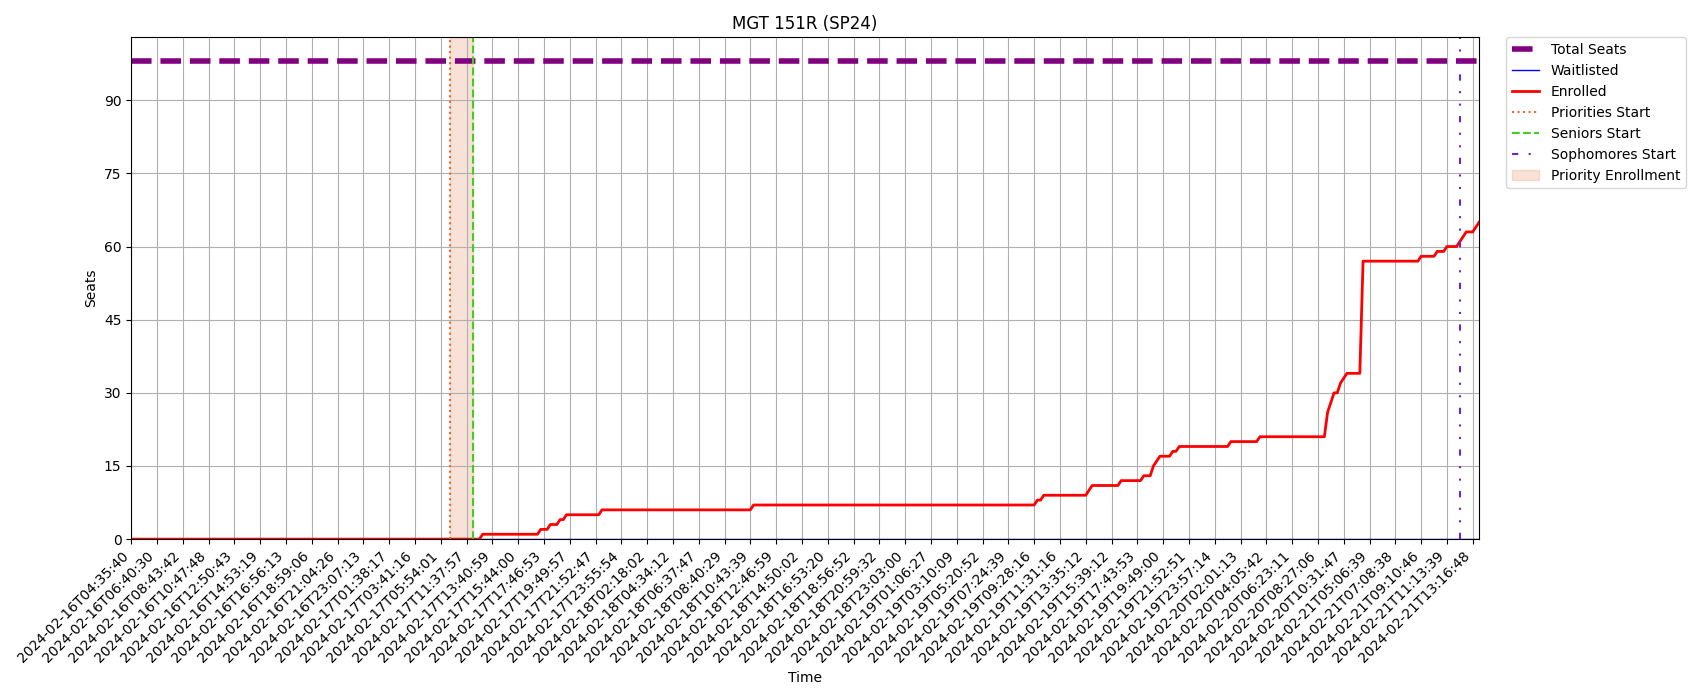 MGT 151R (SP24)
Total Seats
Waitlisted
Enrolled
Priorities Start
Seniors Start
Sophomores Start
Priority Enrollment
Seats
90
75
60
45
30
15
0
2024-02-16T04:35:40
2024-02-16T06:40:30
2024-02-16T08:43:42
2024-02-16T10:47:48
2024-02-16T12:50:43
2024-02-16T14:53:19
2024-02-16T16:56:13
2024-02-16T18:59:06
2024-02-16T21:04:26
2024-02-16T23:07:13
2024-02-17T01:38:17
2024-02-17T03:41:16
2024-02-17T05:54:01
2024-02-17T11:37:57
2024-02-17T13:40:59
2024-02-17T15:44:00
2024-02-17T17:46:53
2024-02-17T19:49:57
2024-02-17T21:52:47
2024-02-17T23:55:54
2024-02-18T02:18:02
2024-02-18T04:34:12
2024-02-18T06:37:47
2024-02-18T08:40:29
2024-02-18T10:43:39
2024-02-18T12:46:59
2024-02-18T14:50:02
2024-02-18T16:53:20
2024-02-18T18:56:52
2024-02-18T20:59:32
2024-02-18T23:03:00
2024-02-19T01:06:27
2024-02-19T03:10:09
2024-02-19T05:20:52
2024-02-19T07:24:39
2024-02-19T09:28:16
2024-02-19T11:31:16
2024-02-19T13:35:12
2024-02-19T15:39:12
2024-02-19T17:43:53
2024-02-19T19:49:00
2024-02-19T21:52:51
2024-02-19T23:57:14
2024-02-20T02:01:13
2024-02-20T04:05:42
2024-02-20T06:23:11
2024-02-20T08:27:06
2024-02-20T10:31:47
2024-02-21T05:06:39
2024-02-21T07:08:38
2024-02-21T09:10:46
2024-02-21T11:13:39
2024-02-21T13:16:48
Time